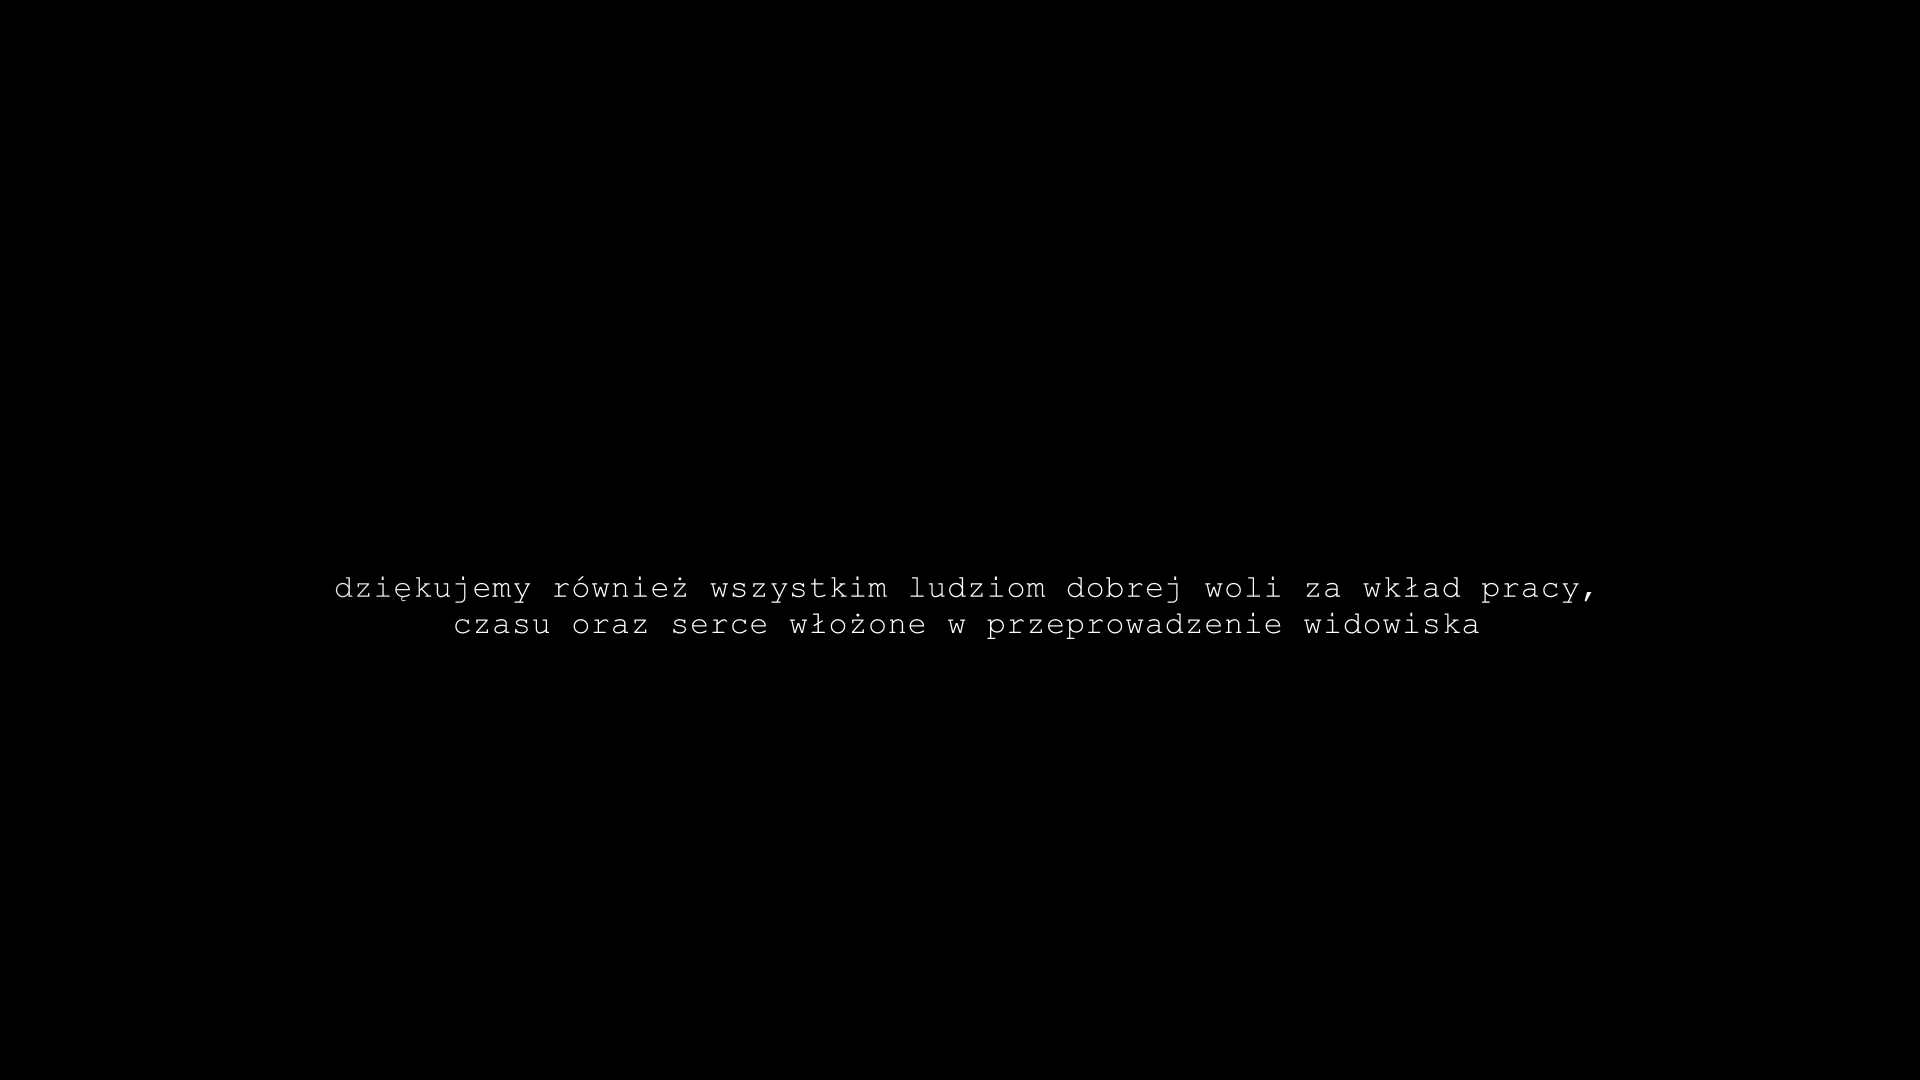 dziękujemy również wszystkim ludziom dobrej woli za wkład pracy,
czasu oraz serce włożone w przeprowadzenie widowiska